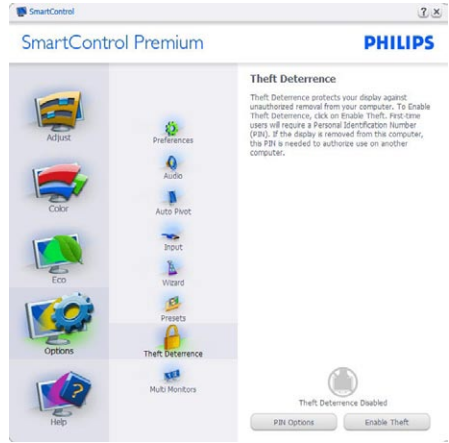 SmartControl
SmartControl Premium
PHILIPS
Adjust
Color
Eco
Options
Help
Preferences
Audio
Auto Pivot
Input
Wizard
Presets
Theft Deterrence
Multi Monitors
Theft Deterrence
Theft Deterrence protects your display against
unauthorized removal from your computer. To Enable
Theft Deterrence, click on Enable Theft. First-time
users will require a Personal Identification Number
(PIN). If the display is removed from this computer,
this PIN is needed to authorize use on another
computer.
Theft Deterrence Disabled
PIN Options
Enable Theft